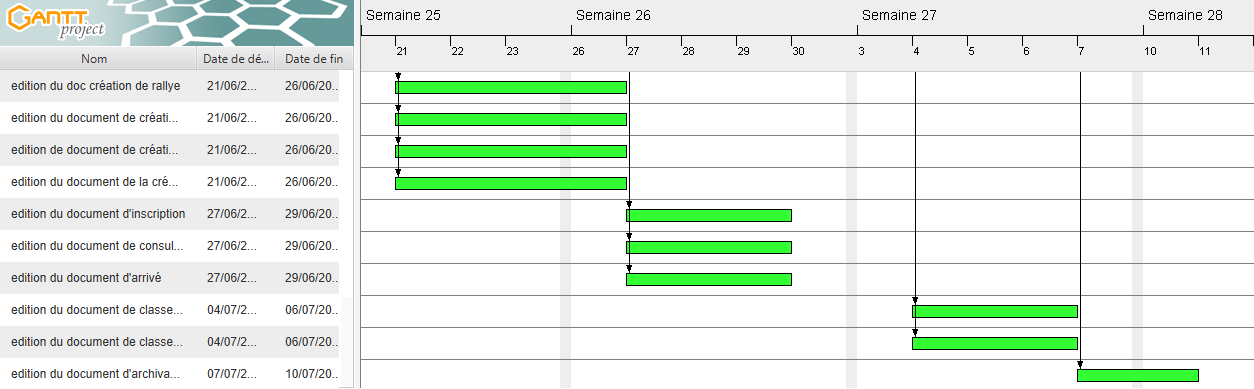 GANTT
project
Semaine 25 Semaine 26 Semaine 27 Semaine 28
21 22 23 26 27 28 29 30 3 4 5 6 7 10 11
Nom Date de dé... Date de fin
edition du doc création de rallye 21/06/2... 26/06/20..
edition du document de créati... 21/06/2... 26/06/20..
edition de document de créati... 21/06/2... 26/06/20..
edition du document de la cré... 21/06/2... 26/06/20..
edition du document d'inscription 27/06/2... 29/06/20..
edition du document de consul... 27/06/2... 29/06/20..
edition du document d'arrivé 27/06/2... 29/06/20..
edition du document de classe... 04/07/2... 06/07/20..
edition du document de classe... 04/07/2... 06/07/20..
edition du document d'archiva... 07/07/2... 10/07/20..